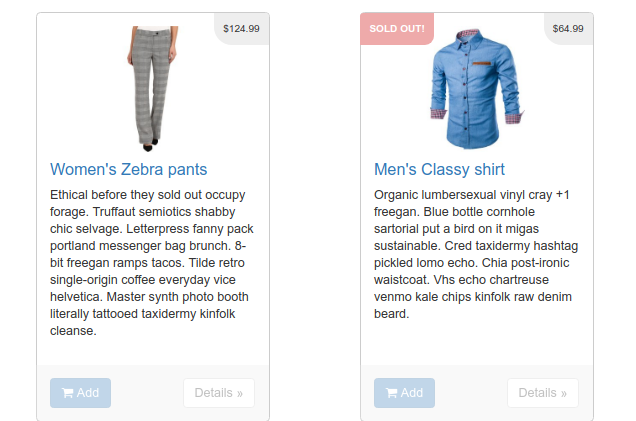 $124.99
Women's Zebra pants
Ethical before they sold out occupy
forage. Truffaut semiotics shabby
chic selvage. Letterpress fanny pack
portland messenger bag brunch. 8-
bit freegan ramps tacos. Tilde retro
single-origin coffee everyday vice
helvetica. Master synth photo booth
literally tattooed taxidermy kinfolk
cleanse.
Add
Details »
SOLD OUT!
$64.99
Men's Classy shirt
Organic lumbersexual vinyl cray +1
freegan. Blue bottle cornhole
sartorial put a bird on it migas
sustainable. Cred taxidermy hashtag
pickled lomo echo. Chia post-ironic
waistcoat. Vhs echo chartreuse
venmo kale chips kinfolk raw denim
beard.
Add
Details »